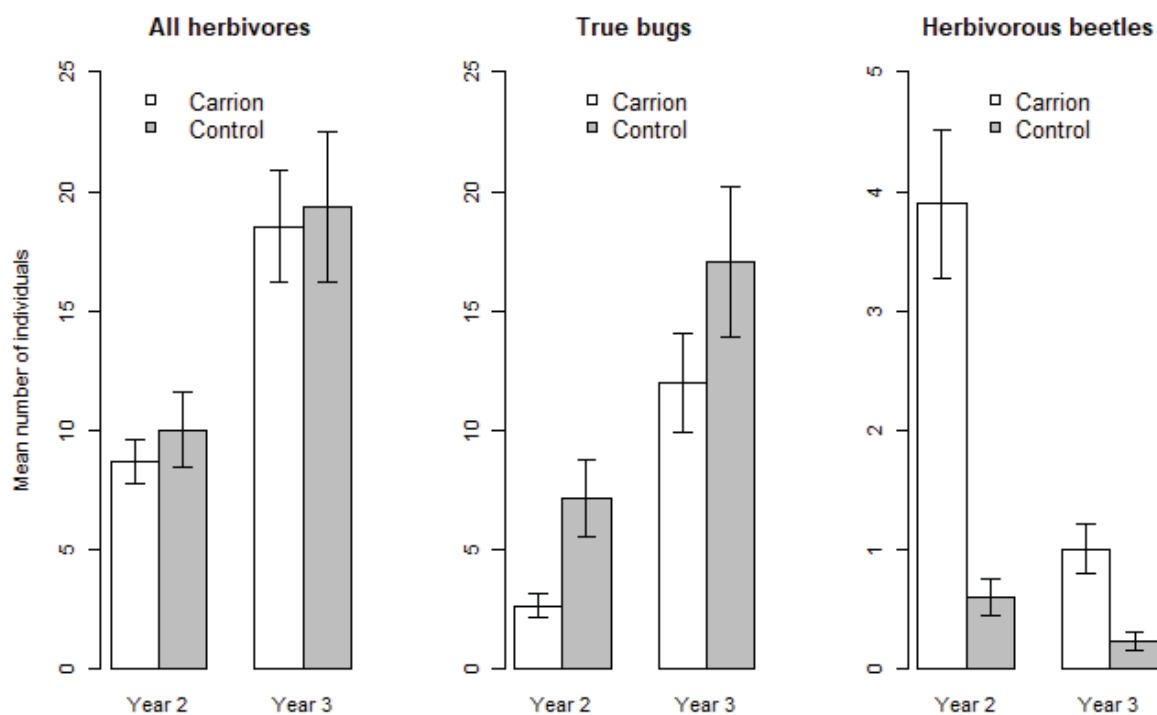 All herbivores
True bugs
Herbivorous beetles
Mean number of individuals
25
20
15
10
5
0
Carrion
Control
Year 2
Year 3
25
20
15
10
5
0
Carrion
Control
Year 2
Year 3
5
4
3
2
1
0
Carrion
Control
Year 2
Year 3